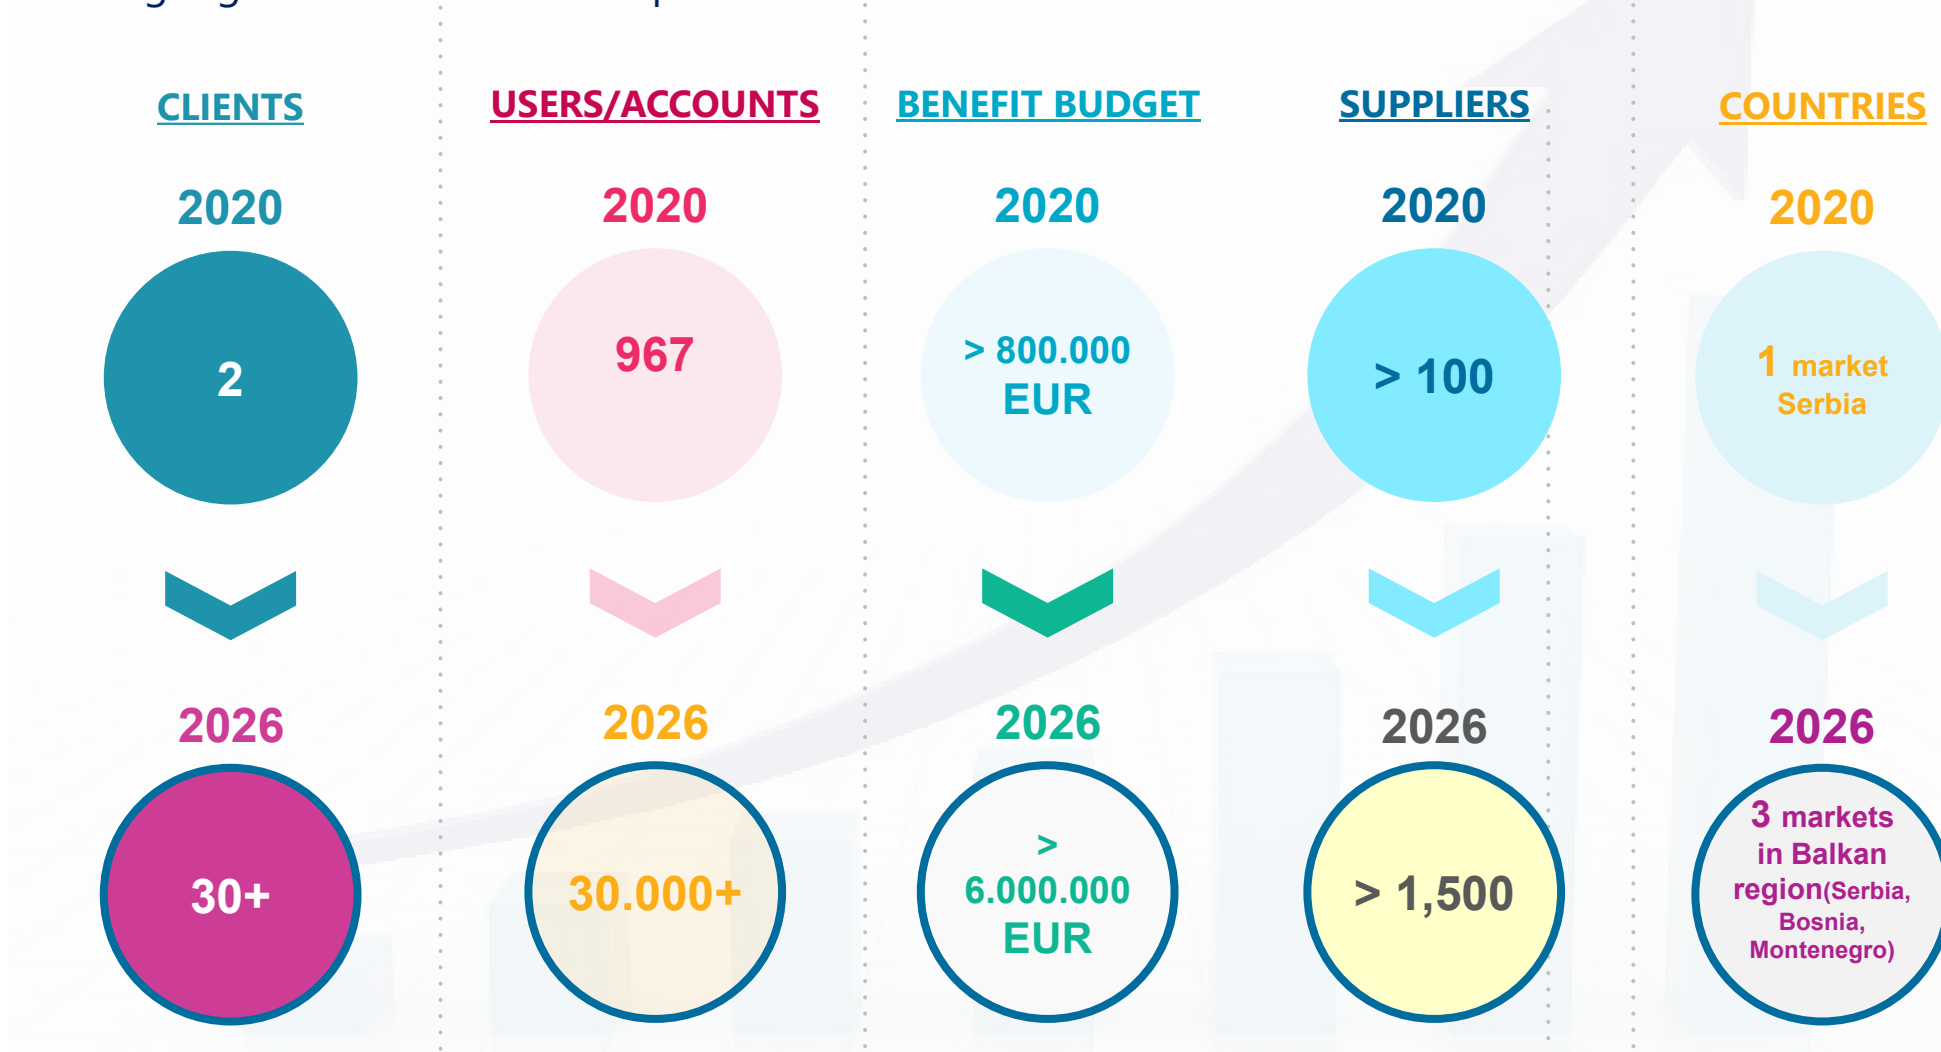 CLIENTS
2020
2
2026
30+
USERS/ACCOUNTS
2020
967
2026
30.000+
BENEFIT BUDGET
2020
> 800.000
EUR
2026
>
6.000.000
EUR
SUPPLIERS
2020
> 100
2026
> 1,500
COUNTRIES
2020
1 market
Serbia
2026
3 markets
in Balkan
region(Serbia,
Bosnia,
Montenegro)